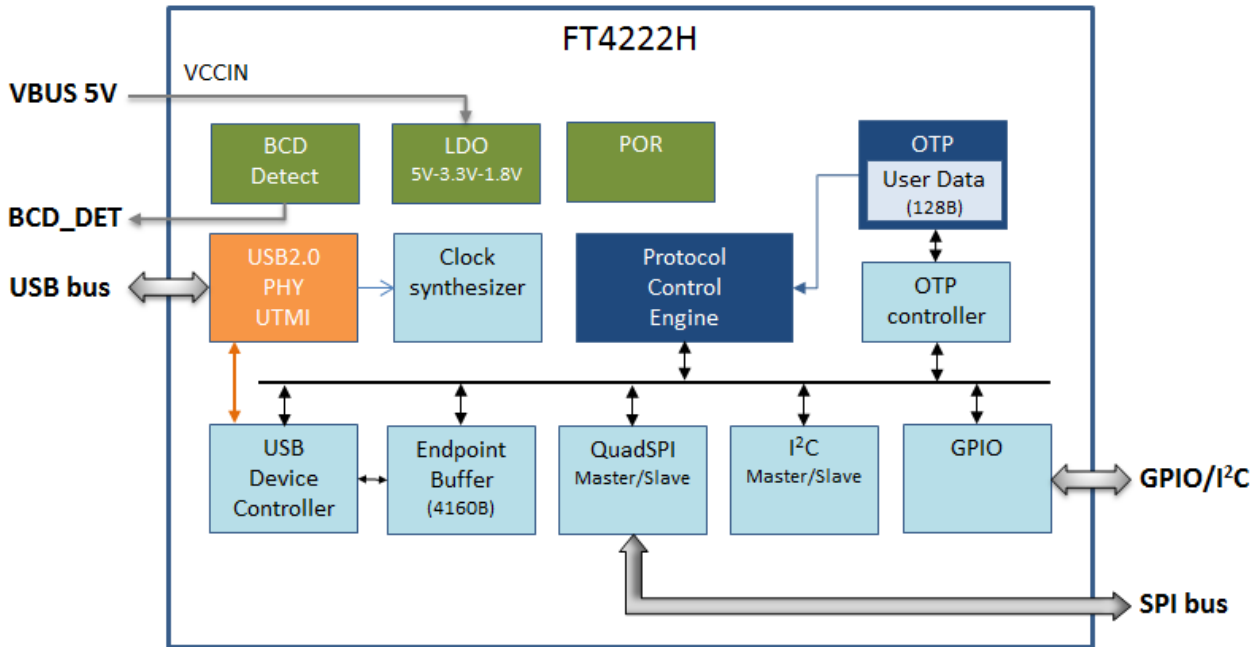 FT4222H
VCCIN
VBUS 5V
BCD
Detect
LDO
5V-3.3V-1.8V
POR
OTP
User Data
(128B)
BCD_DET
USB bus
USB2.0
PHY
UTMI
Clock
synthesizer
Protocol
Control
Engine
OTP
controller
USB
Device
Controller
Endpoint
Buffer
(4160B)
QuadSPI
Master/Slave
I²C
Master/Slave
GPIO
GPIO/I²C
SPI bus